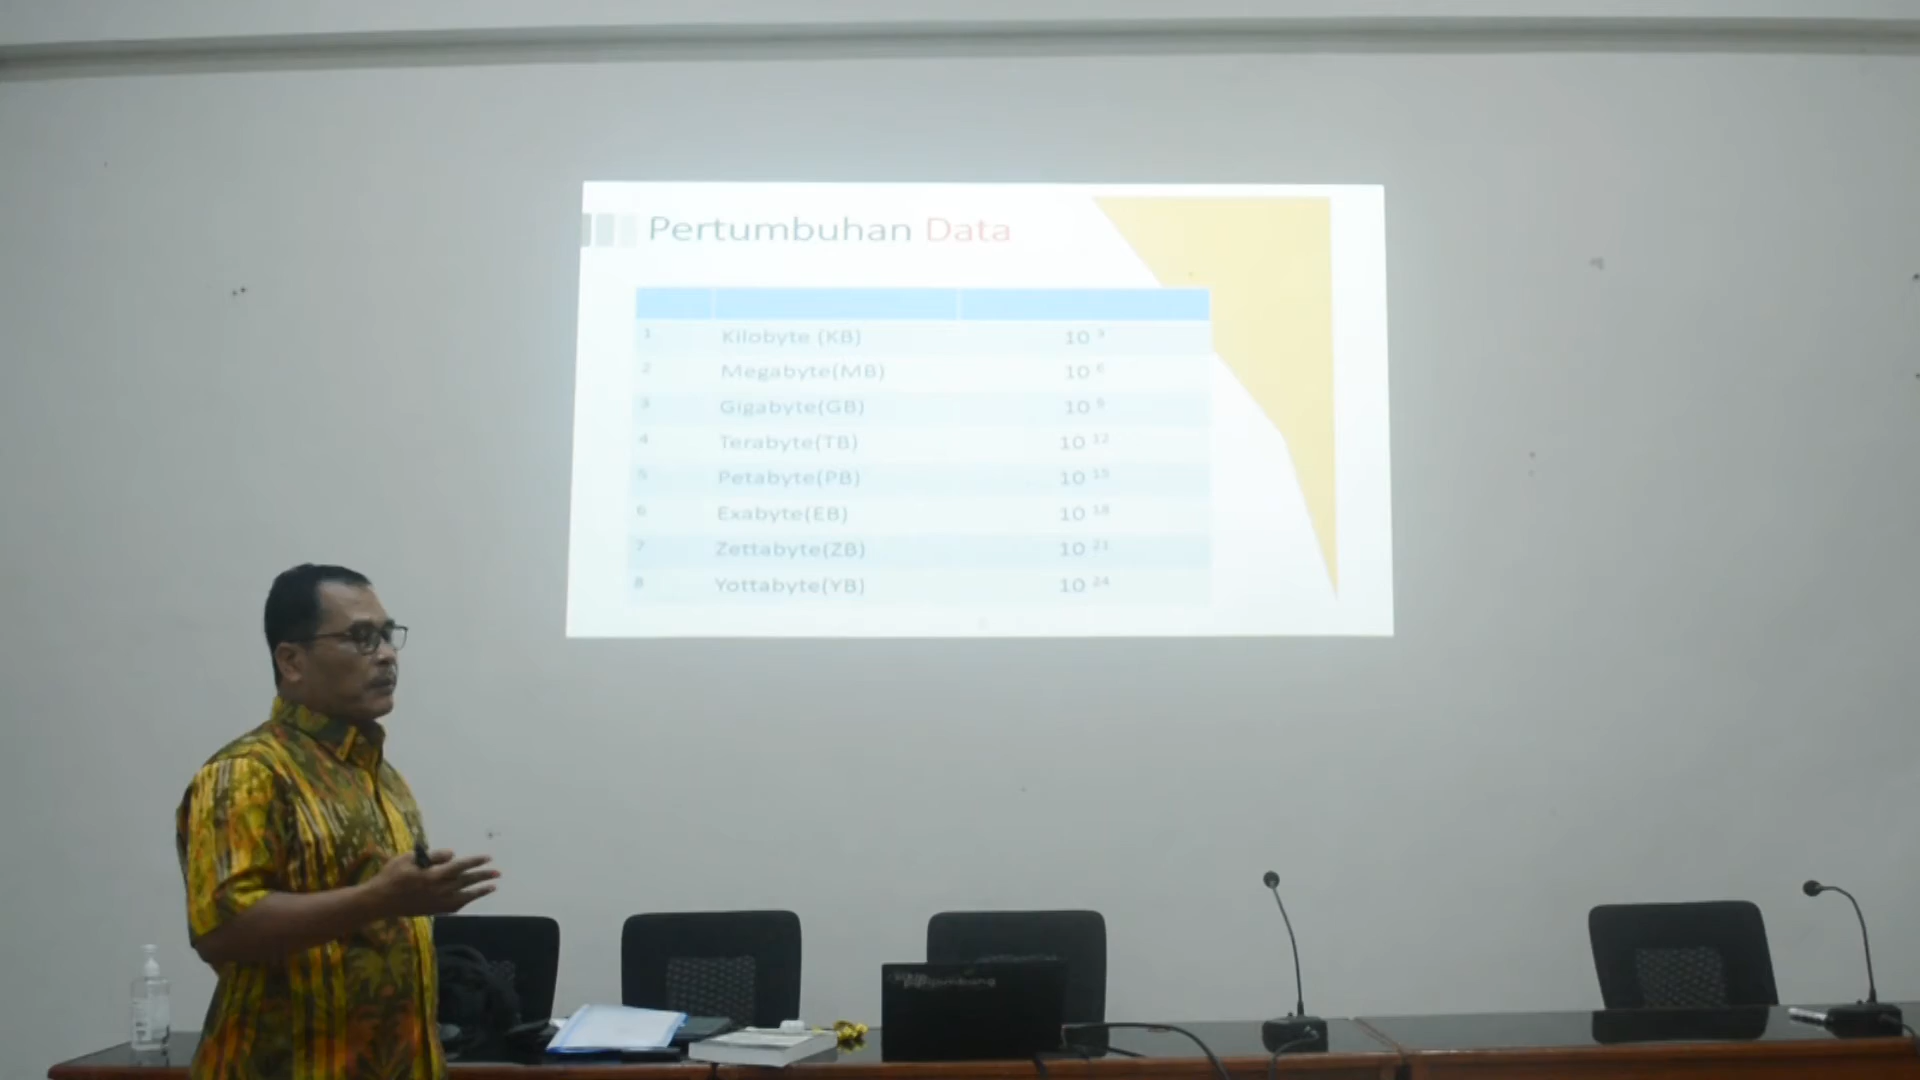 Pertumbuhan Data
1 Kilobyte (KB) 10 3
2 Megabyte(MB) 10 6
3 Gigabyte(GB) 10 9
4 Terabyte(TB) 10 12
5 Petabyte(PB) 10 15
6 Exabyte(EB) 10 18
7 Zettabyte(ZB) 10 21
8 Yottabyte(YB) 10 24